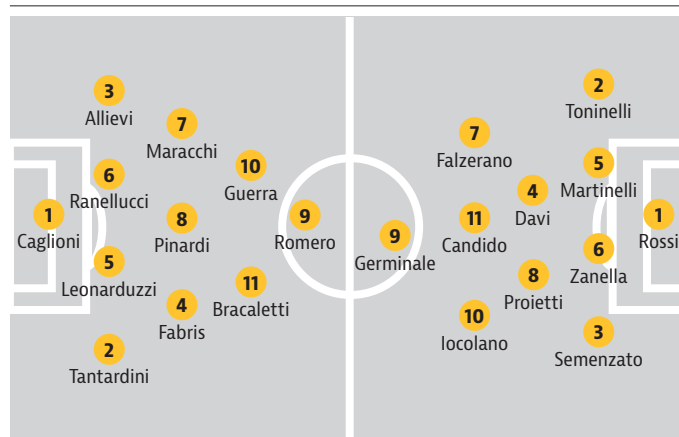 3
Allievi
7
Maracchi
6
Ranellucci
10
Guerra
1
Caglioni
8
Pinardi
9
Romero
5
Leonarduzzi
11
Bracaletti
4
Fabris
2
Tantardini
2
Toninelli
7
Falzerano
5
Martinelli
4
Davi
11
Candido
1
Rossi
9
Germinale
6
Zanella
8
Proietti
10
Iocolano
3
Semenzato